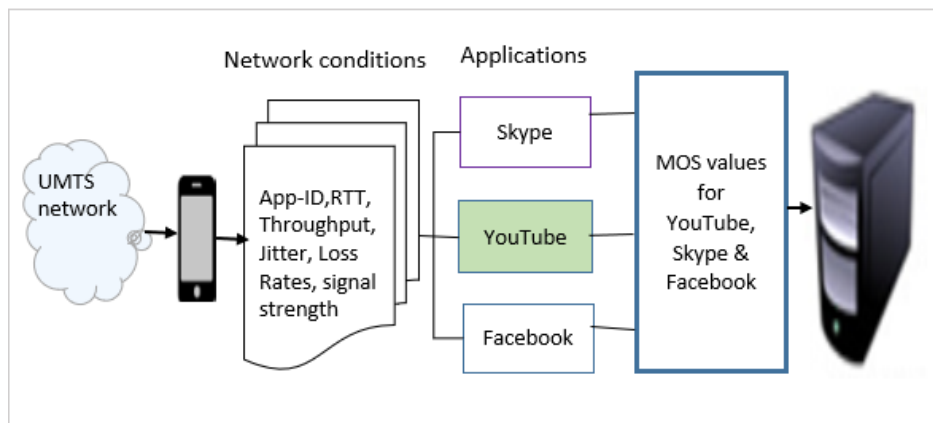 Network conditions
Applications
UMTS
network
App-ID,RTT,
Throughput,
Jitter, Loss
Rates, signal
strength
Skype
YouTube
Facebook
MOS values
for
YouTube,
Skype &
Facebook